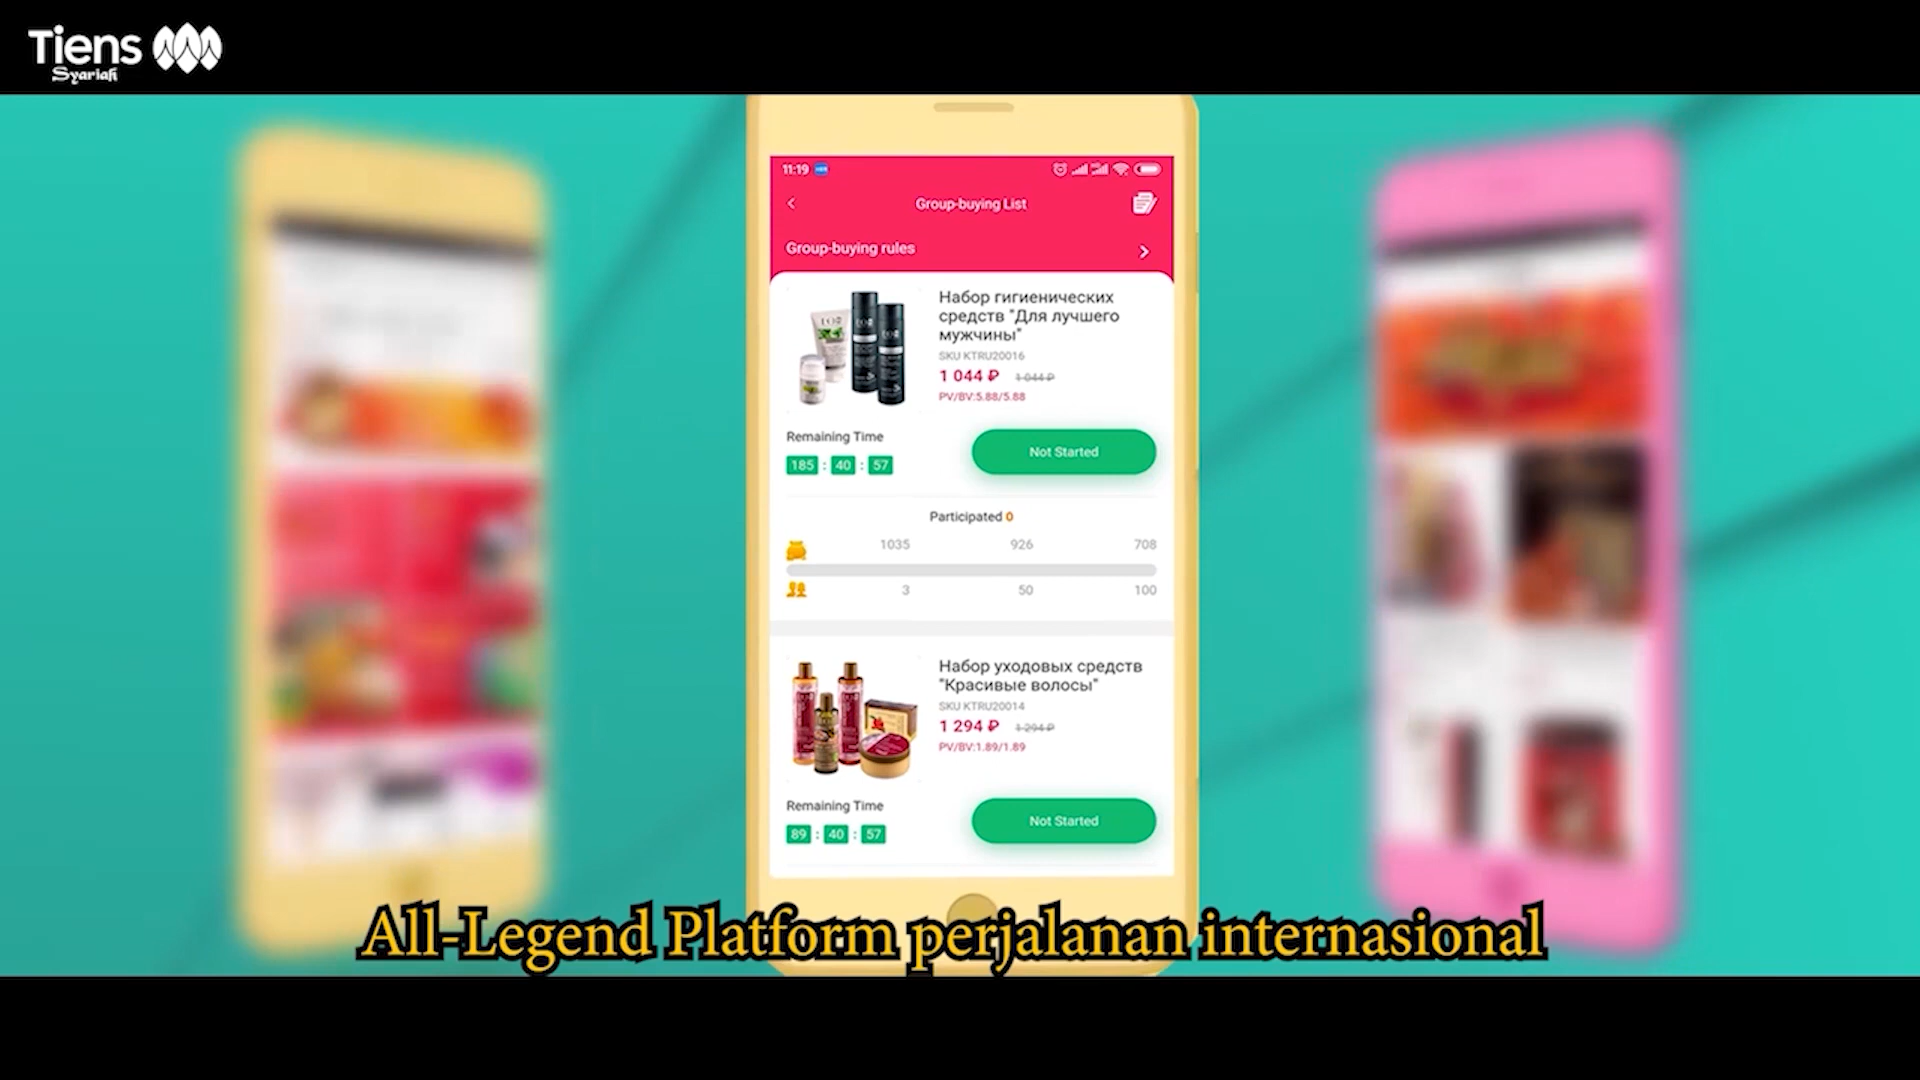 Tiens
Syariah
11:19
Group-buying List
Group-buying rules
Набор гигиенических
средств "Для лучшего
мужчины"
SKU KTRU20016
1 044 ₽ 1 044 ₽
PV/BV:5.88/5.88
Remaining Time
185 : 40 : 57
Not Started
Participated 0
1035 926 708
3 50 100
Набор уходовых средств
"Красивые волосы"
SKU KTRU20014
1 294 ₽ 1 294 ₽
PV/BV:1.89/1.89
Remaining Time
89 : 40 : 57
Not Started
All-Legend Platform perjalanan internasional